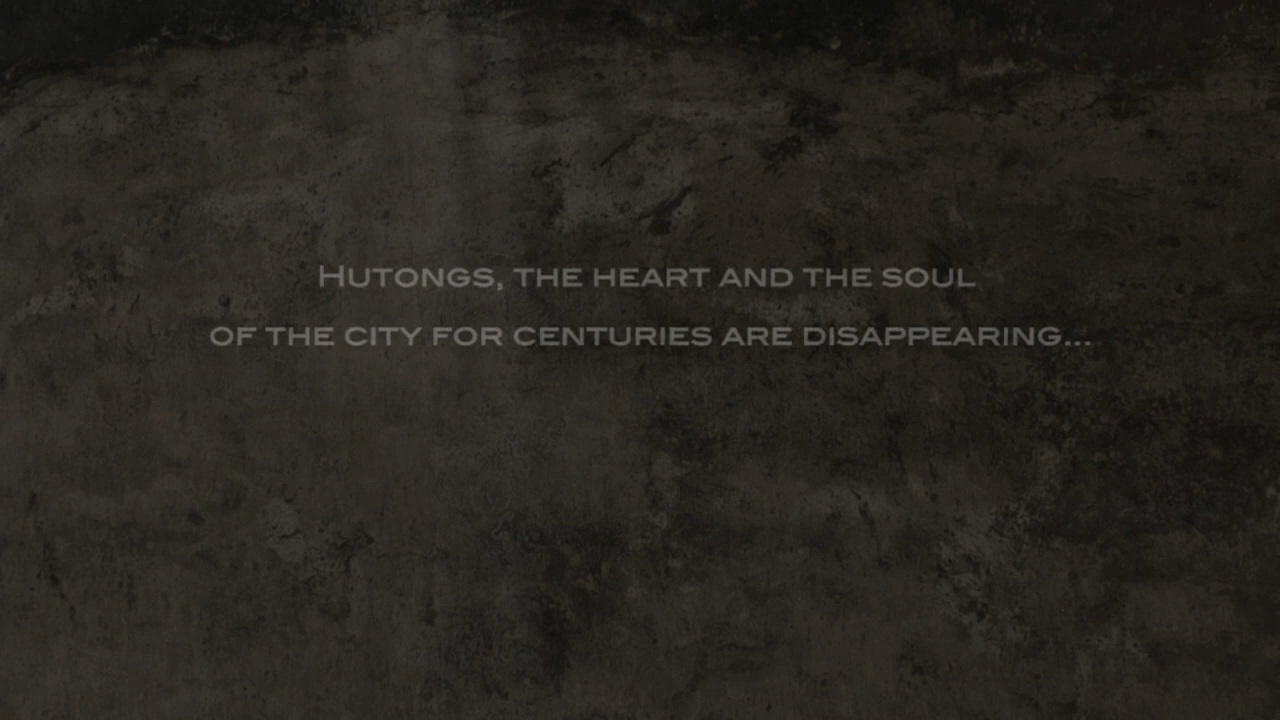 Hutongs, the heart and the soul
of the city for centuries are disappearing...